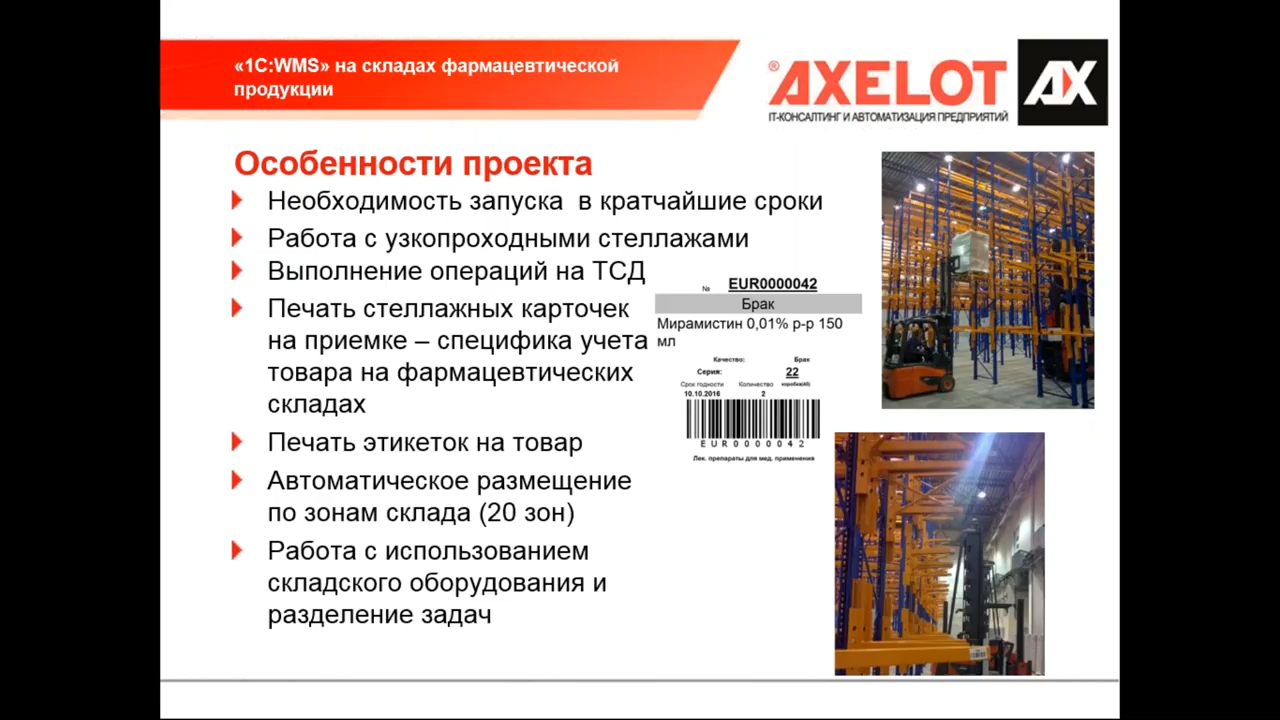 «1С:WMS» на складах фармацевтической
продукции
® AXELOT
IT-КОНСАЛТИНГ И АВТОМАТИЗАЦИЯ ПРЕДПРИЯТИЙ
AX
Особенности проекта
Необходимость запуска в кратчайшие сроки
Работа с узкопроходными стеллажами
Выполнение операций на ТСД
Печать стеллажных карточек
на приемке – специфика учета
товара на фармацевтических
складах
Печать этикеток на товар
Автоматическое размещение
по зонам склада (20 зон)
Работа с использованием
складского оборудования и
разделение задач
№ EUR0000042
Брак
Мирамистин 0,01% р-р 150
мл
Качество: Брак
Серия: 22
Срок годности Количество коробка(40)
10.10.2016 2
EUR0000042
Лек. препараты для мед. применения